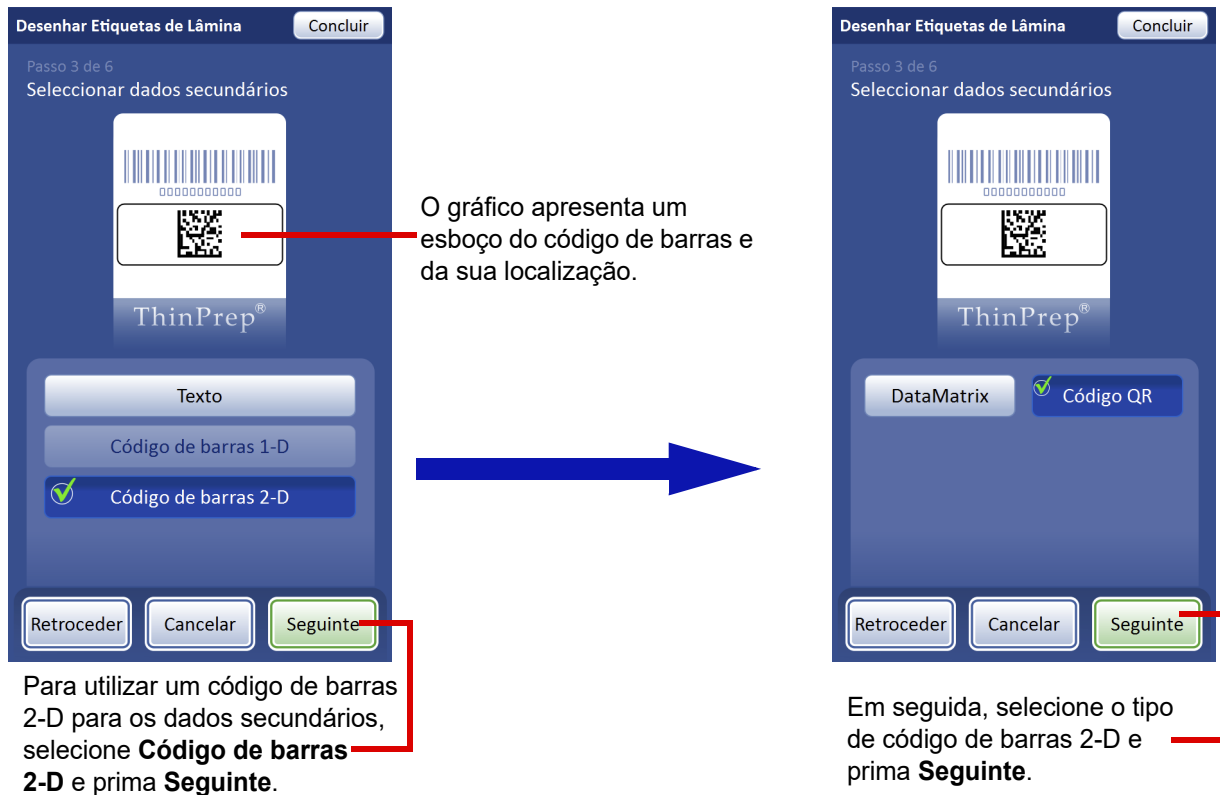 Desenhar Etiquetas de Lâmina
Concluir
Passo 3 de 6
Seleccionar dados secundários
00000000000
ThinPrep®
Texto
Código de barras 1-D
Código de barras 2-D
Retroceder
Cancelar
Seguinte
Para utilizar um código de barras
2-D para os dados secundários,
selecione Código de barras
2-D e prima Seguinte.
O gráfico apresenta um
esboço do código de barras e
da sua localização.
Desenhar Etiquetas de Lâmina
Concluir
Passo 3 de 6
Seleccionar dados secundários
00000000000
ThinPrep®
DataMatrix
Código QR
Retroceder
Cancelar
Seguinte
Em seguida, selecione o tipo
de código de barras 2-D e
prima Seguinte.